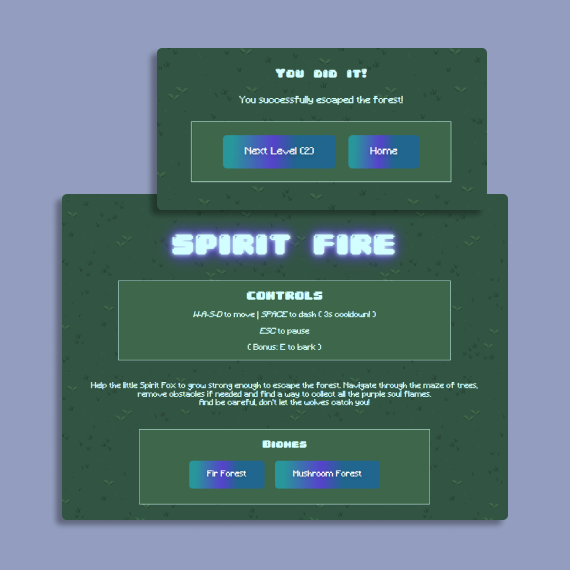 You did it!
You successfully escaped the forest!
Next Level (2)
Home
SPIRIT FIRE
CONTROLS
W-A-S-D to move | SPACE to dash ( 3s cooldown! )
ESC to pause
( Bonus: E to bark )
Help the little Spirit Fox to grow strong enough to escape the forest. Navigate through the maze of trees,
remove obstacles if needed and find a way to collect all the purple soul flames.
And be careful, don't let the wolves catch you!
Biomes
Fir Forest
Mushroom Forest